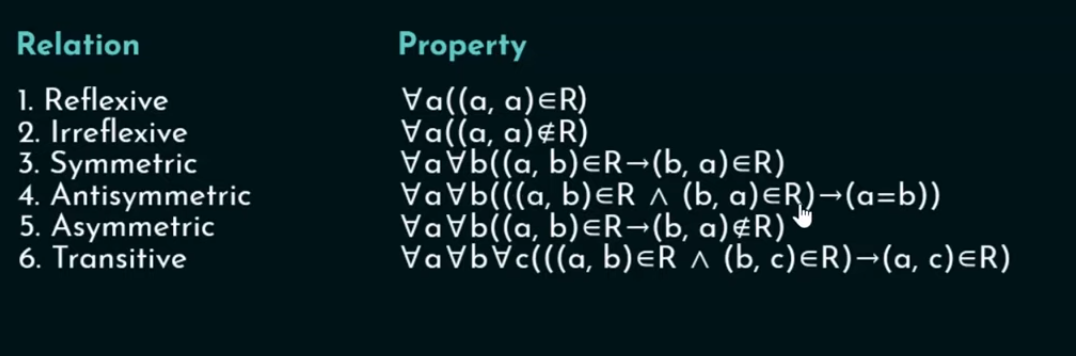 Relation Property
1. Reflexive ∀a((a, a)∈R)
2. Irreflexive ∀a((a, a)∉R)
3. Symmetric ∀a∀b((a, b)∈R→(b, a)∈R)
4. Antisymmetric ∀a∀b(((a, b)∈R ∧ (b, a)∈R)→(a=b))
5. Asymmetric ∀a∀b((a, b)∈R→(b, a)∉R)
6. Transitive ∀a∀b∀c(((a, b)∈R ∧ (b, c)∈R)→(a, c)∈R)